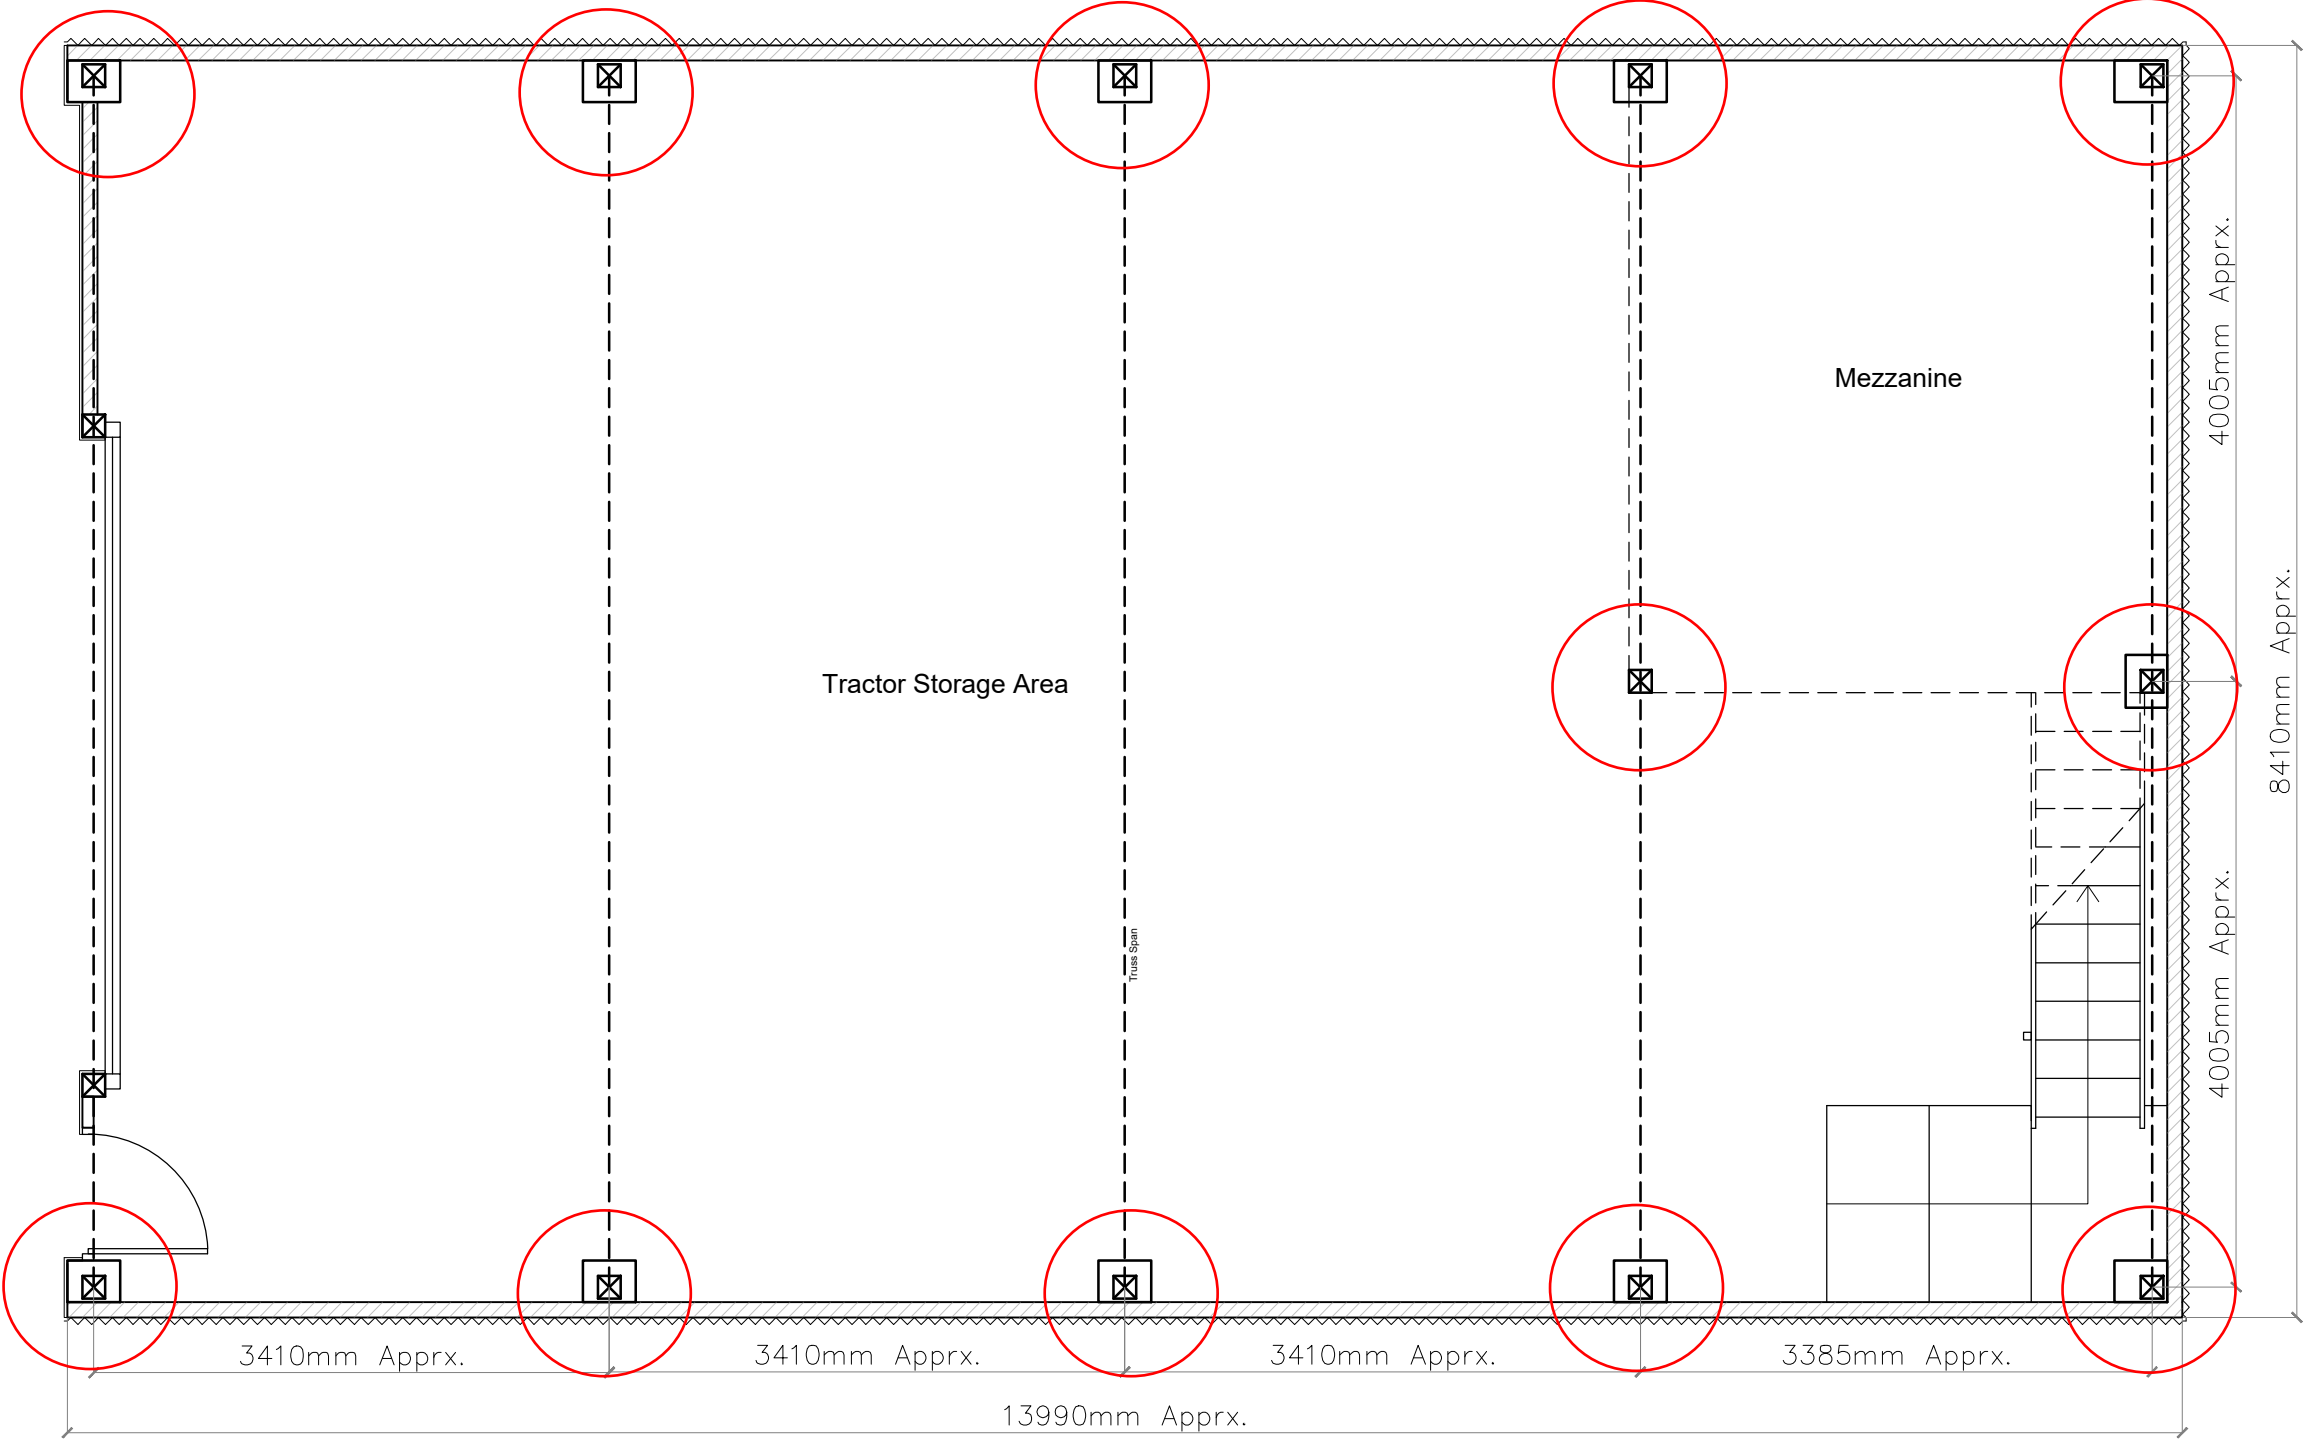 Mezzanine
4005mm Apprx.
Tractor Storage Area
8410mm Apprx.
Truss Span
4005mm Apprx.
3410mm Apprx.
3410mm Apprx.
3410mm Apprx.
3385mm Apprx.
13990mm Apprx.